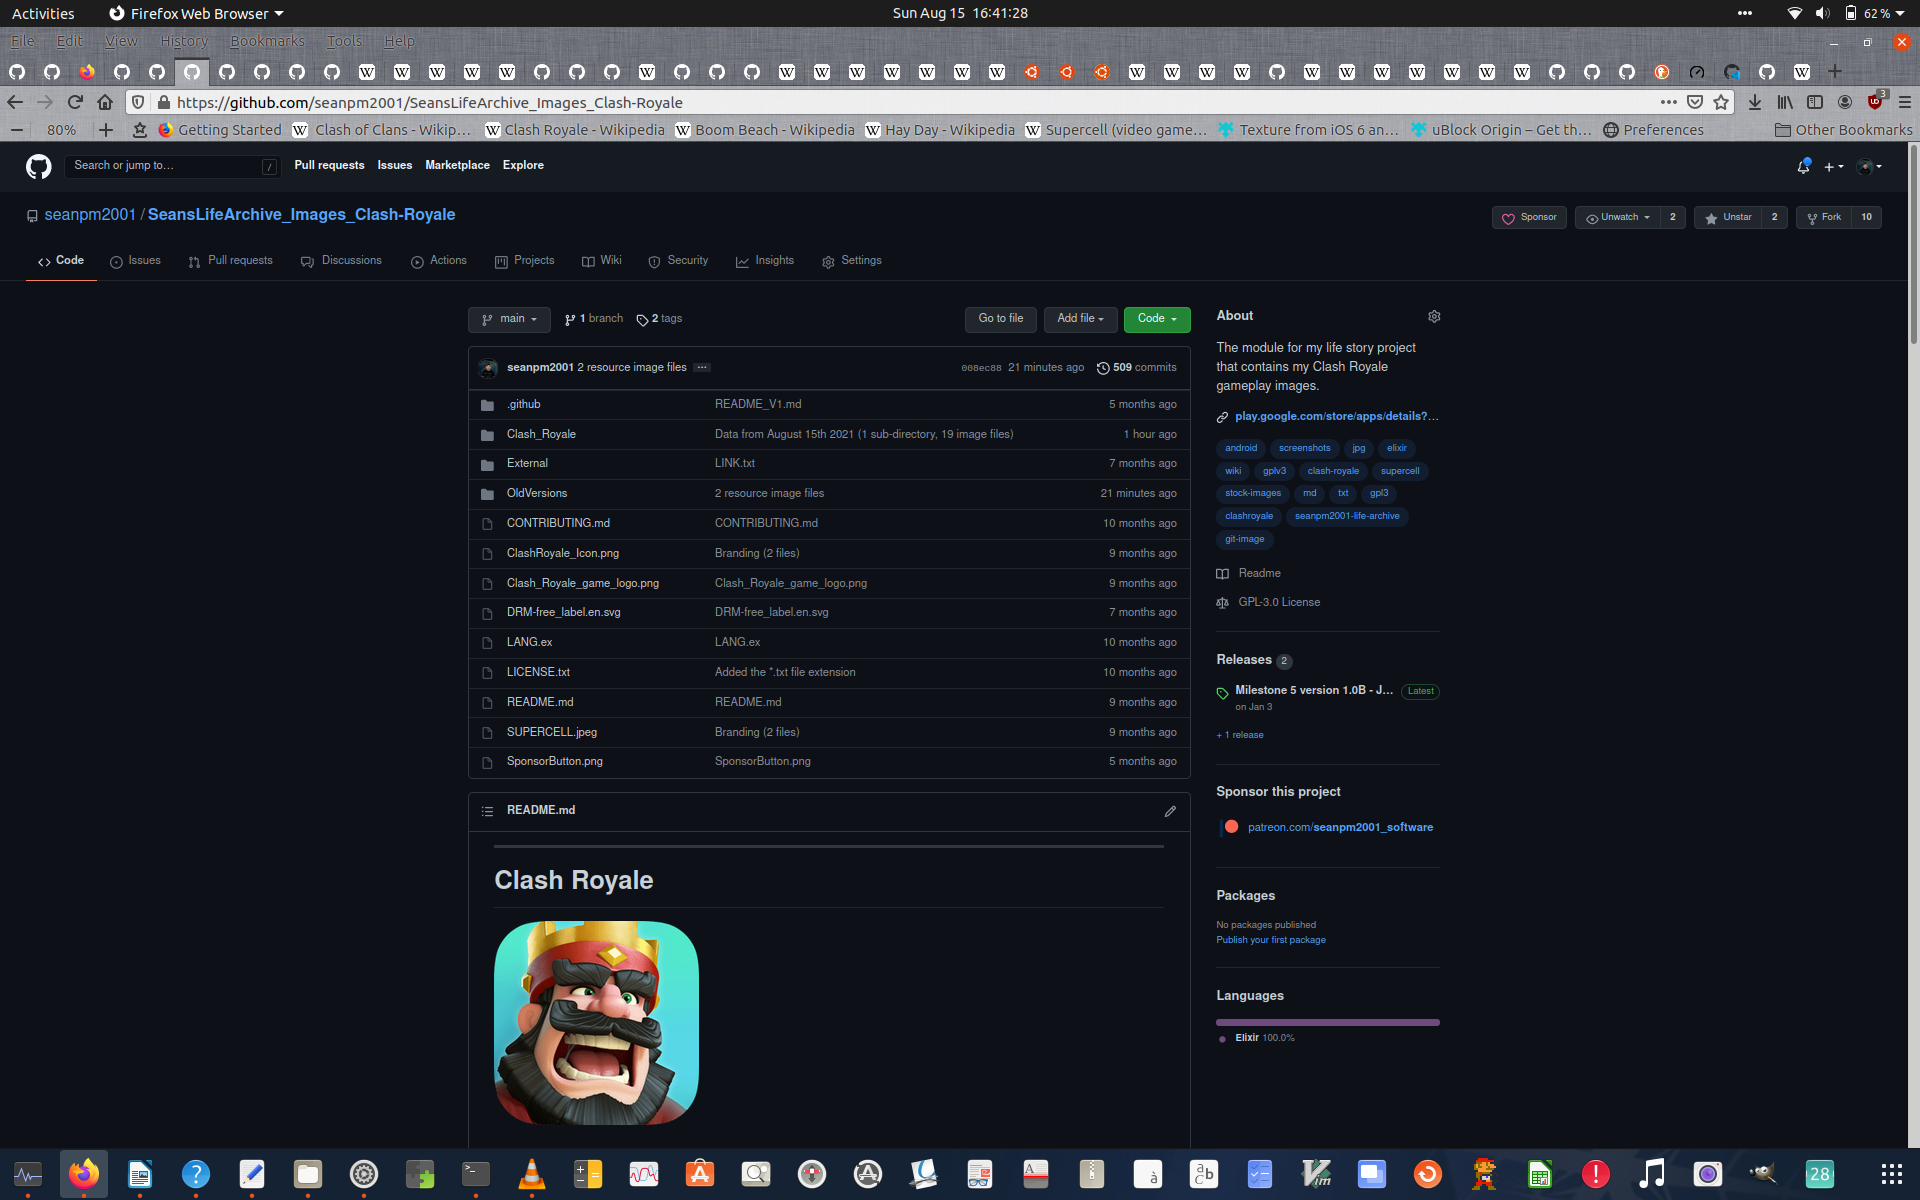 Activities Firefox Web Browser Sun Aug 15 16:41:28 62 %
File Edit View History Bookmarks Tools Help
https://github.com/seanpm2001/SeansLifeArchive_Images_Clash-Royale 3
80% Getting Started Clash of Clans - Wikip… Clash Royale - Wikipedia Boom Beach - Wikipedia Hay Day - Wikipedia Supercell (video game… Texture from iOS 6 an… uBlock Origin – Get th… Preferences Other Bookmarks
Search or jump to… / Pull requests Issues Marketplace Explore
seanpm2001 / SeansLifeArchive_Images_Clash-Royale Sponsor Unwatch 2 Unstar 2 Fork 10
Code Issues Pull requests Discussions Actions Projects Wiki Security Insights Settings
main 1 branch 2 tags Go to file Add file Code
seanpm2001 2 resource image files 008ec88 21 minutes ago 509 commits
.github README_V1.md 5 months ago
Clash_Royale Data from August 15th 2021 (1 sub-directory, 19 image files) 1 hour ago
External LINK.txt 7 months ago
OldVersions 2 resource image files 21 minutes ago
CONTRIBUTING.md CONTRIBUTING.md 10 months ago
ClashRoyale_Icon.png Branding (2 files) 9 months ago
Clash_Royale_game_logo.png Clash_Royale_game_logo.png 9 months ago
DRM-free_label.en.svg DRM-free_label.en.svg 7 months ago
LANG.ex LANG.ex 10 months ago
LICENSE.txt Added the *.txt file extension 10 months ago
README.md README.md 9 months ago
SUPERCELL.jpeg Branding (2 files) 9 months ago
SponsorButton.png SponsorButton.png 5 months ago
README.md
Clash Royale
About
The module for my life story project
that contains my Clash Royale
gameplay images.
play.google.com/store/apps/details?…
android screenshots jpg elixir
wiki gplv3 clash-royale supercell
stock-images md txt gpl3
clashroyale seanpm2001-life-archive
git-image
Readme
GPL-3.0 License
Releases 2
Milestone 5 version 1.0B - J… Latest
on Jan 3
+ 1 release
Sponsor this project
patreon.com/seanpm2001_software
Packages
No packages published
Publish your first package
Languages
Elixir 100.0%
28